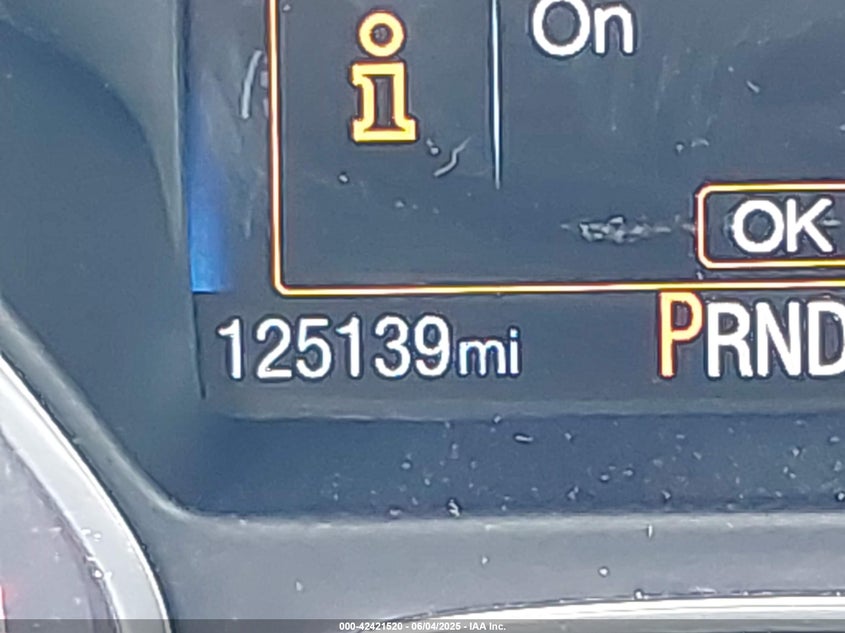 On
OK
125139mi PRND
000-42421520 - 06/04/2025 - IAA Inc.